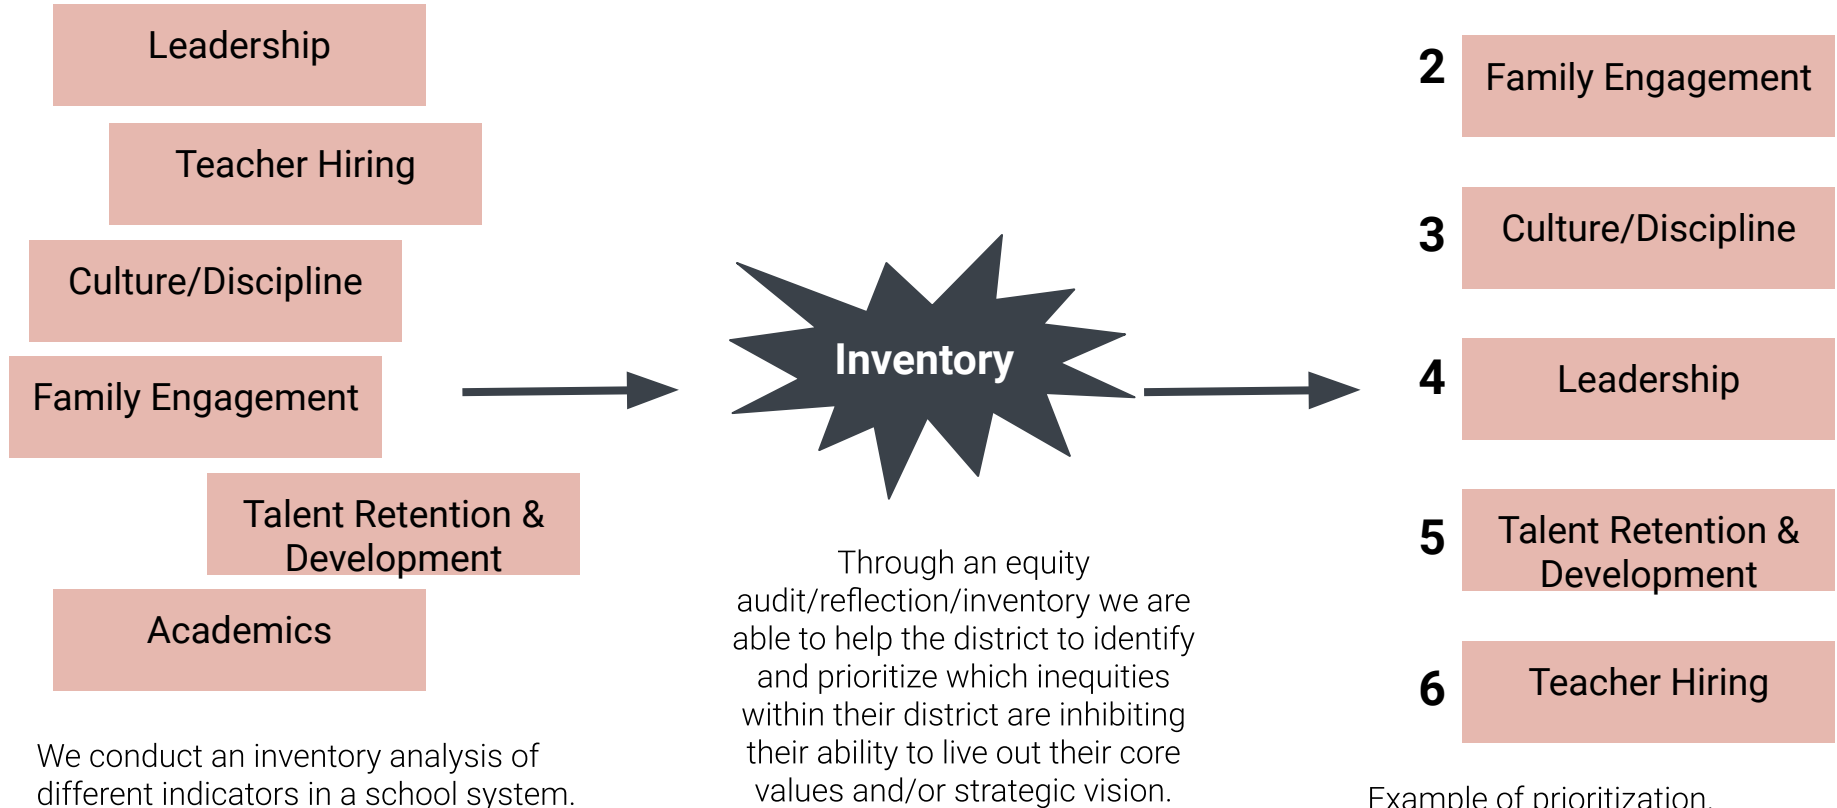 Leadership
Teacher Hiring
Culture/Discipline
Family Engagement
Talent Retention &
Development
Academics
We conduct an inventory analysis of
different indicators in a school system.
Inventory
Through an equity
audit/reflection/inventory we are
able to help the district to identify
and prioritize which inequities
within their district are inhibiting
their ability to live out their core
values and/or strategic vision.
2 Family Engagement
3 Culture/Discipline
4 Leadership
5 Talent Retention &
Development
6 Teacher Hiring
Example of prioritization.